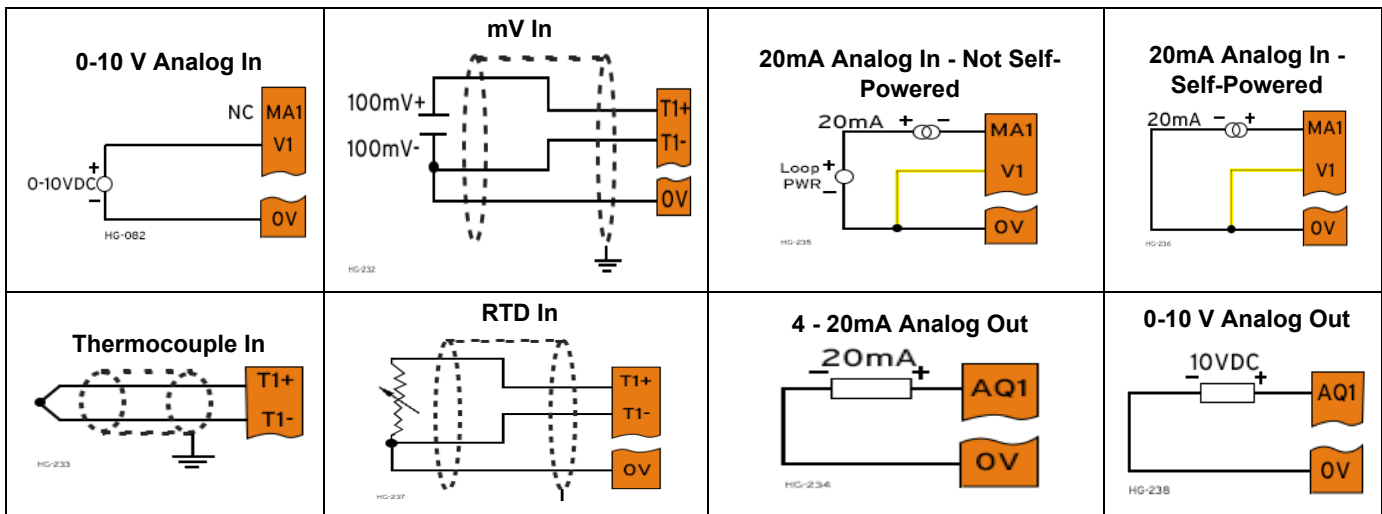 0-10 V Analog In
NC
MA1
V1
+
0-10VDC
−
0V
HG-082
mV In
100mV+
100mV-
T1+
T1-
0V
HG-232
20mA Analog In - Not Self-
Powered
20mA + −
MA1
Loop +
PWR −
V1
0V
HG-235
20mA Analog In -
Self-Powered
20mA − +
MA1
V1
0V
HG-236
Thermocouple In
T1+
T1-
HG-233
RTD In
T1+
T1-
0V
HG-237
4 - 20mA Analog Out
20mA
− +
AQ1
0V
HG-234
0-10 V Analog Out
10VDC
− +
AQ1
0V
HG-238